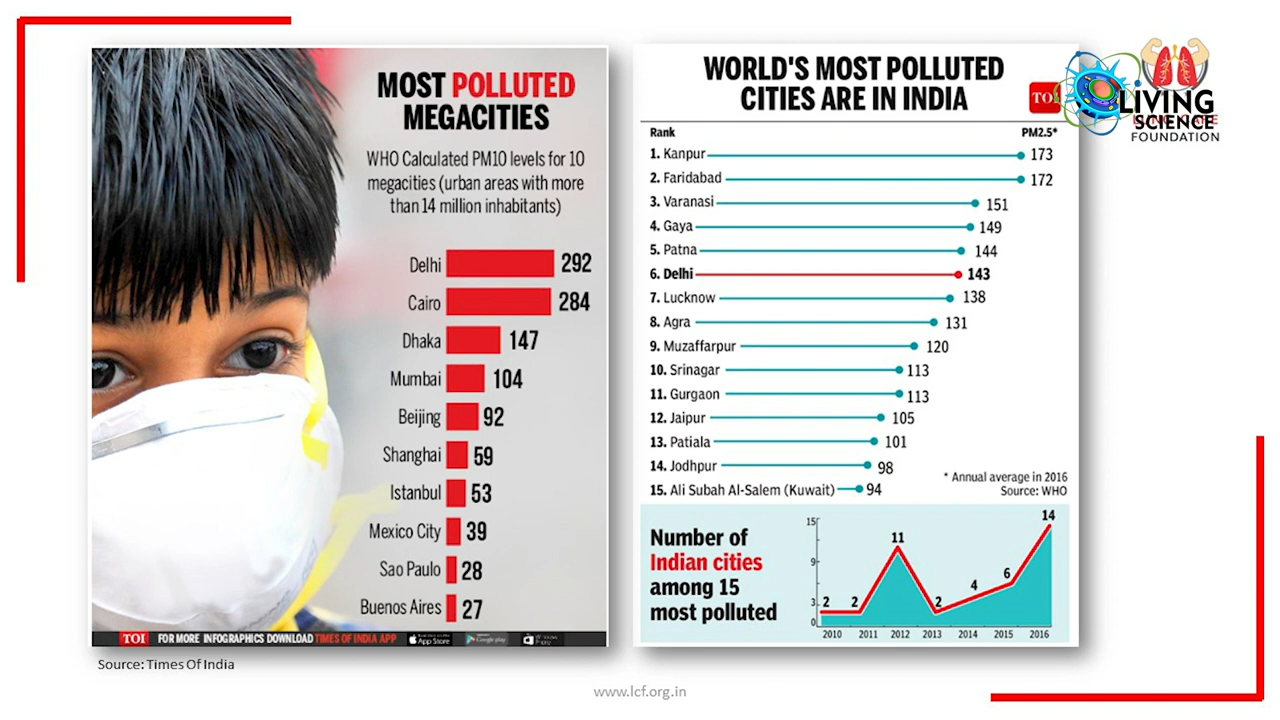 MOST POLLUTED
MEGACITIES
WHO Calculated PM10 levels for 10
megacities (urban areas with more
than 14 million inhabitants)
Delhi 292
Cairo 284
Dhaka 147
Mumbai 104
Beijing 92
Shanghai 59
Istanbul 53
Mexico City 39
Sao Paulo 28
Buenos Aires 27
TOI FOR MORE INFOGRAPHICS DOWNLOAD TIMES OF INDIA APP App Store Google play
Source: Times Of India
WORLD'S MOST POLLUTED
CITIES ARE IN INDIA
TOI
LIVING
SCIENCE
FOUNDATION
Rank PM2.5*
1. Kanpur 173
2. Faridabad 172
3. Varanasi 151
4. Gaya 149
5. Patna 144
6. Delhi 143
7. Lucknow 138
8. Agra 131
9. Muzaffarpur 120
10. Srinagar 113
11. Gurgaon 113
12. Jaipur 105
13. Patiala 101
14. Jodhpur 98
15. Ali Subah Al-Salem (Kuwait) 94
* Annual average in 2016
Source: WHO
Number of
Indian cities
among 15
most polluted
15
9
3
0
2 2 11 2 4 6 14
2010 2011 2012 2013 2014 2015 2016
www.lcf.org.in